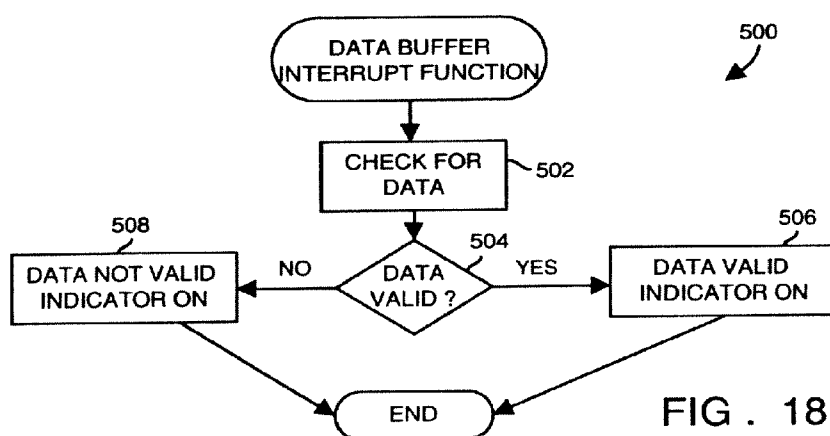 DATA BUFFER
INTERRUPT FUNCTION
500
CHECK FOR
DATA
502
508
504
506
DATA NOT VALID
INDICATOR ON
NO
DATA
VALID ?
YES
DATA VALID
INDICATOR ON
END
FIG . 18